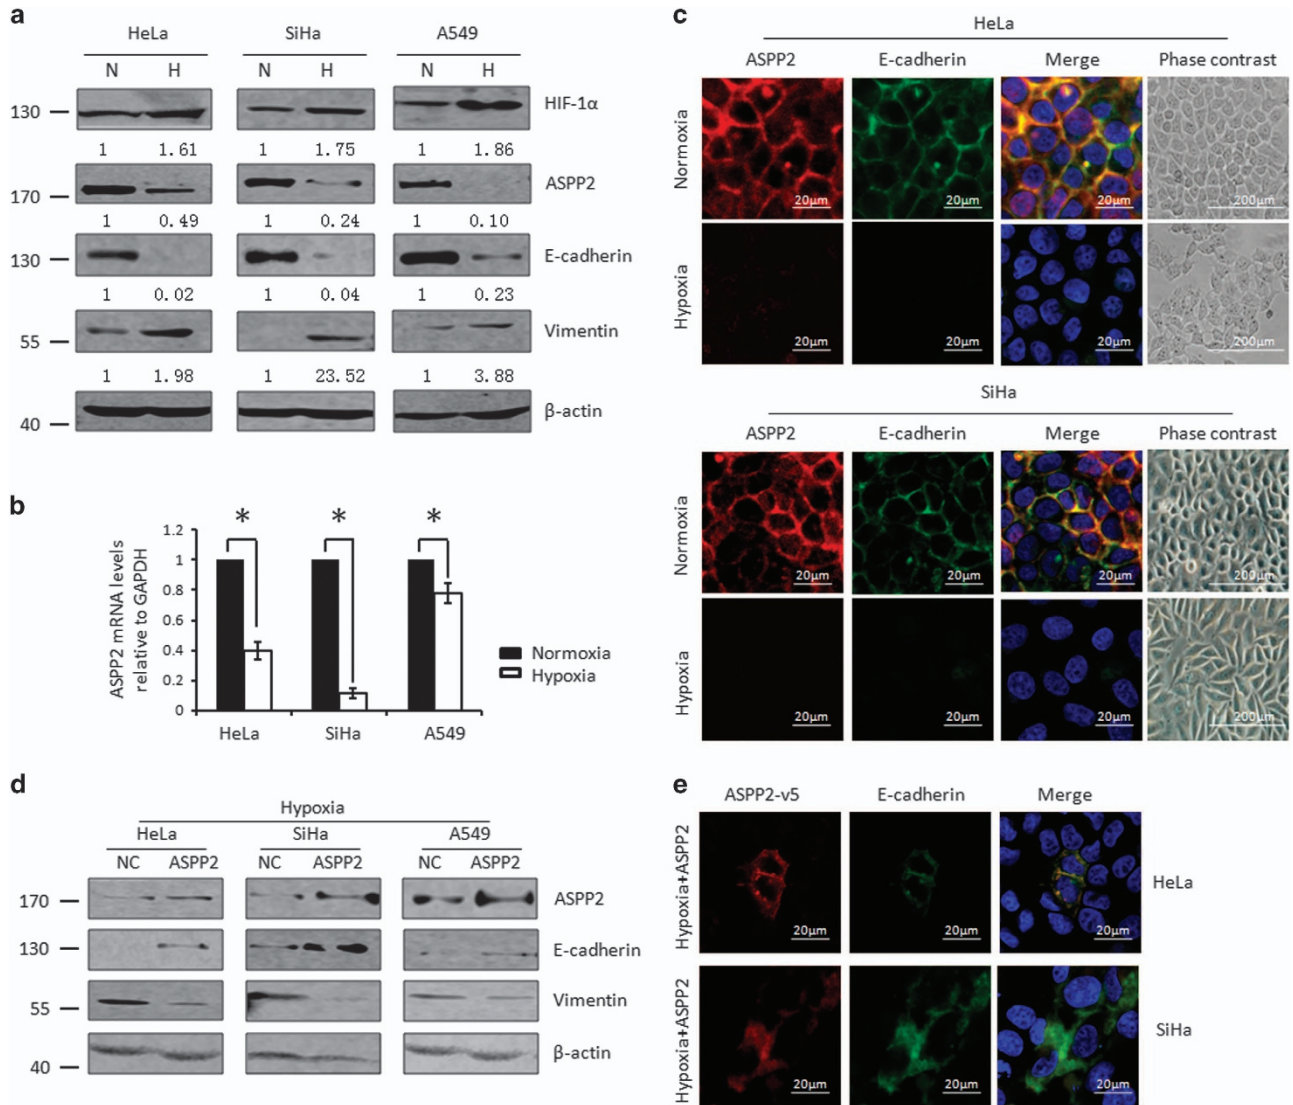 a
HeLa SiHa A549
N H N H N H
130 HIF-1α
1 1.61 1 1.75 1 1.86
170 ASPP2
1 0.49 1 0.24 1 0.10
130 E-cadherin
1 0.02 1 0.04 1 0.23
55 Vimentin
1 1.98 1 23.52 1 3.88
40 β-actin
b
ASPP2 mRNA levels
relative to GAPDH
1.2
1
0.8
0.6
0.4
0.2
0
* * *
HeLa SiHa A549
Normoxia
Hypoxia
c
HeLa
ASPP2 E-cadherin Merge Phase contrast
Normoxia
20μm 20μm 20μm 200μm
Hypoxia
20μm 20μm 20μm 200μm
SiHa
ASPP2 E-cadherin Merge Phase contrast
Normoxia
20μm 20μm 20μm 200μm
Hypoxia
20μm 20μm 20μm 200μm
d
Hypoxia
HeLa SiHa A549
NC ASPP2 NC ASPP2 NC ASPP2
170 ASPP2
130 E-cadherin
55 Vimentin
40 β-actin
e
ASPP2-v5 E-cadherin Merge
Hypoxia+ASPP2
20μm 20μm 20μm
HeLa
Hypoxia+ASPP2
20μm 20μm 20μm
SiHa